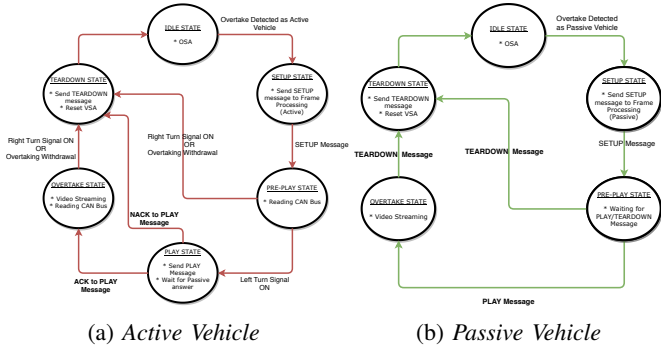 IDLE STATE
* OSA
Overtake Detected as Active
Vehicle
TEARDOWN STATE
* Send TEARDOWN
message
* Reset VSA
SETUP STATE
* Send SETUP
message to Frame
Processing
(Active)
Right Turn Signal ON
OR
Overtaking Withdrawal
Right Turn Signal ON
OR
Overtaking Withdrawal
SETUP Message
OVERTAKE STATE
* Video Streaming
* Reading CAN Bus
NACK to PLAY
Message
PRE-PLAY STATE
* Reading CAN Bus
PLAY STATE
* Send PLAY
Message
* Wait for Passive
answer
ACK to PLAY
Message
Left Turn Signal
ON
(a) Active Vehicle
IDLE STATE
* OSA
Overtake Detected
as Passive Vehicle
TEARDOWN STATE
* Send TEARDOWN
message
* Reset VSA
SETUP STATE
* Send SETUP
message to Frame
Processing
(Passive)
TEARDOWN Message
TEARDOWN Message
SETUP Message
OVERTAKE STATE
* Video Streaming
PRE-PLAY STATE
* Waiting for
PLAY/TEARDOWN
Message
PLAY Message
(b) Passive Vehicle